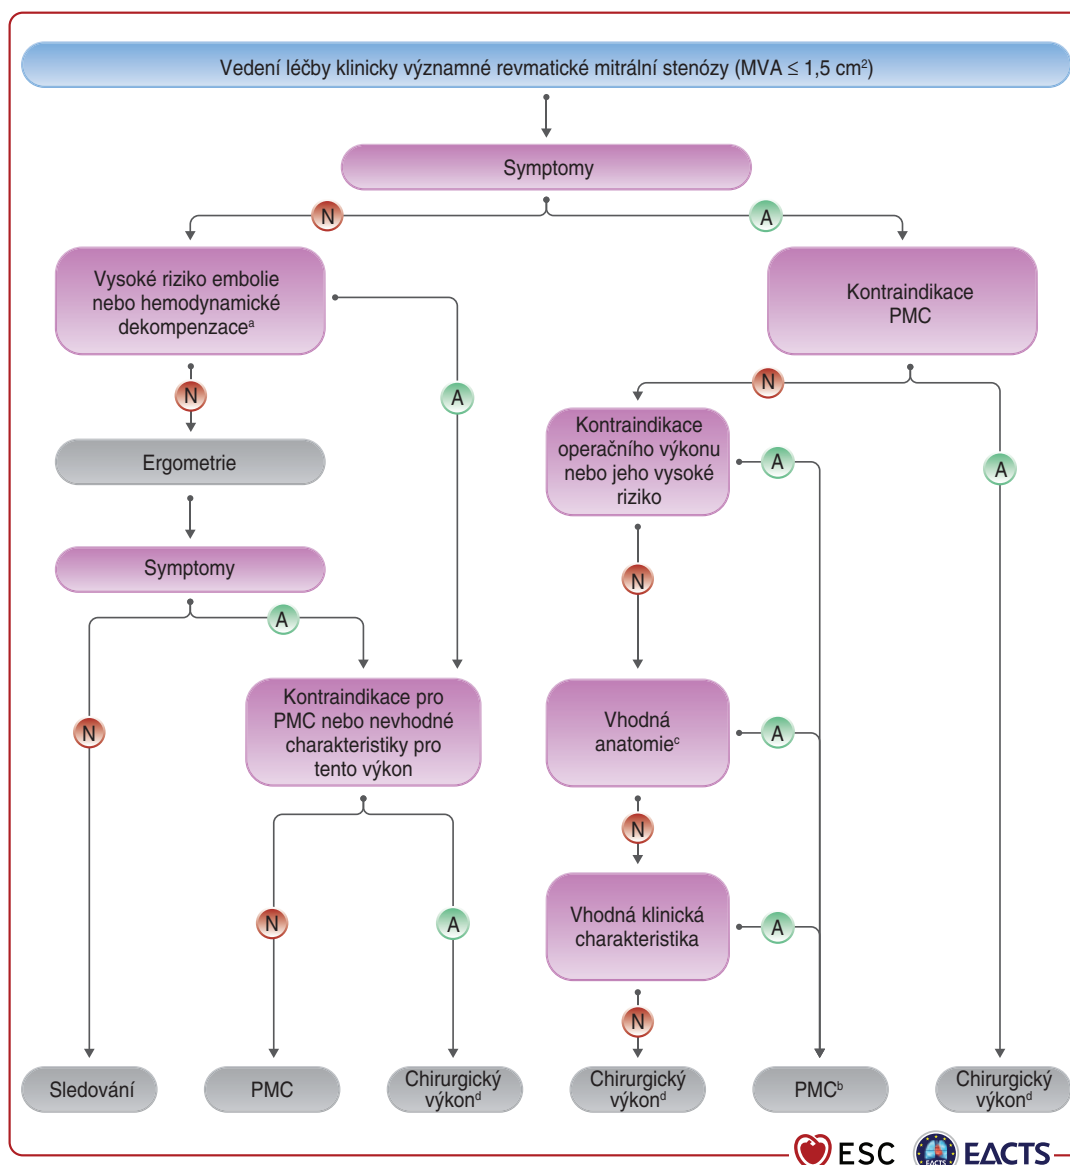 Vedení léčby klinicky významné revmatické mitrální stenózy (MVA ≤ 1,5 cm²)
Symptomy
N
A
Vysoké riziko embolie
nebo hemodynamické
dekompenzaceᵃ
Kontraindikace
PMC
N
A
N
A
Ergometrie
Kontraindikace
operačního výkonu
nebo jeho vysoké
riziko
A
A
Symptomy
N
A
Kontraindikace pro
PMC nebo nevhodné
charakteristiky pro
tento výkon
Vhodná
anatomieᶜ
N
A
N
Vhodná klinická
charakteristika
N
A
A
N
Sledování
PMC
Chirurgický
výkonᵈ
Chirurgický
výkonᵈ
PMCᵇ
Chirurgický
výkonᵈ
ESC
EACTS
EΔCTS